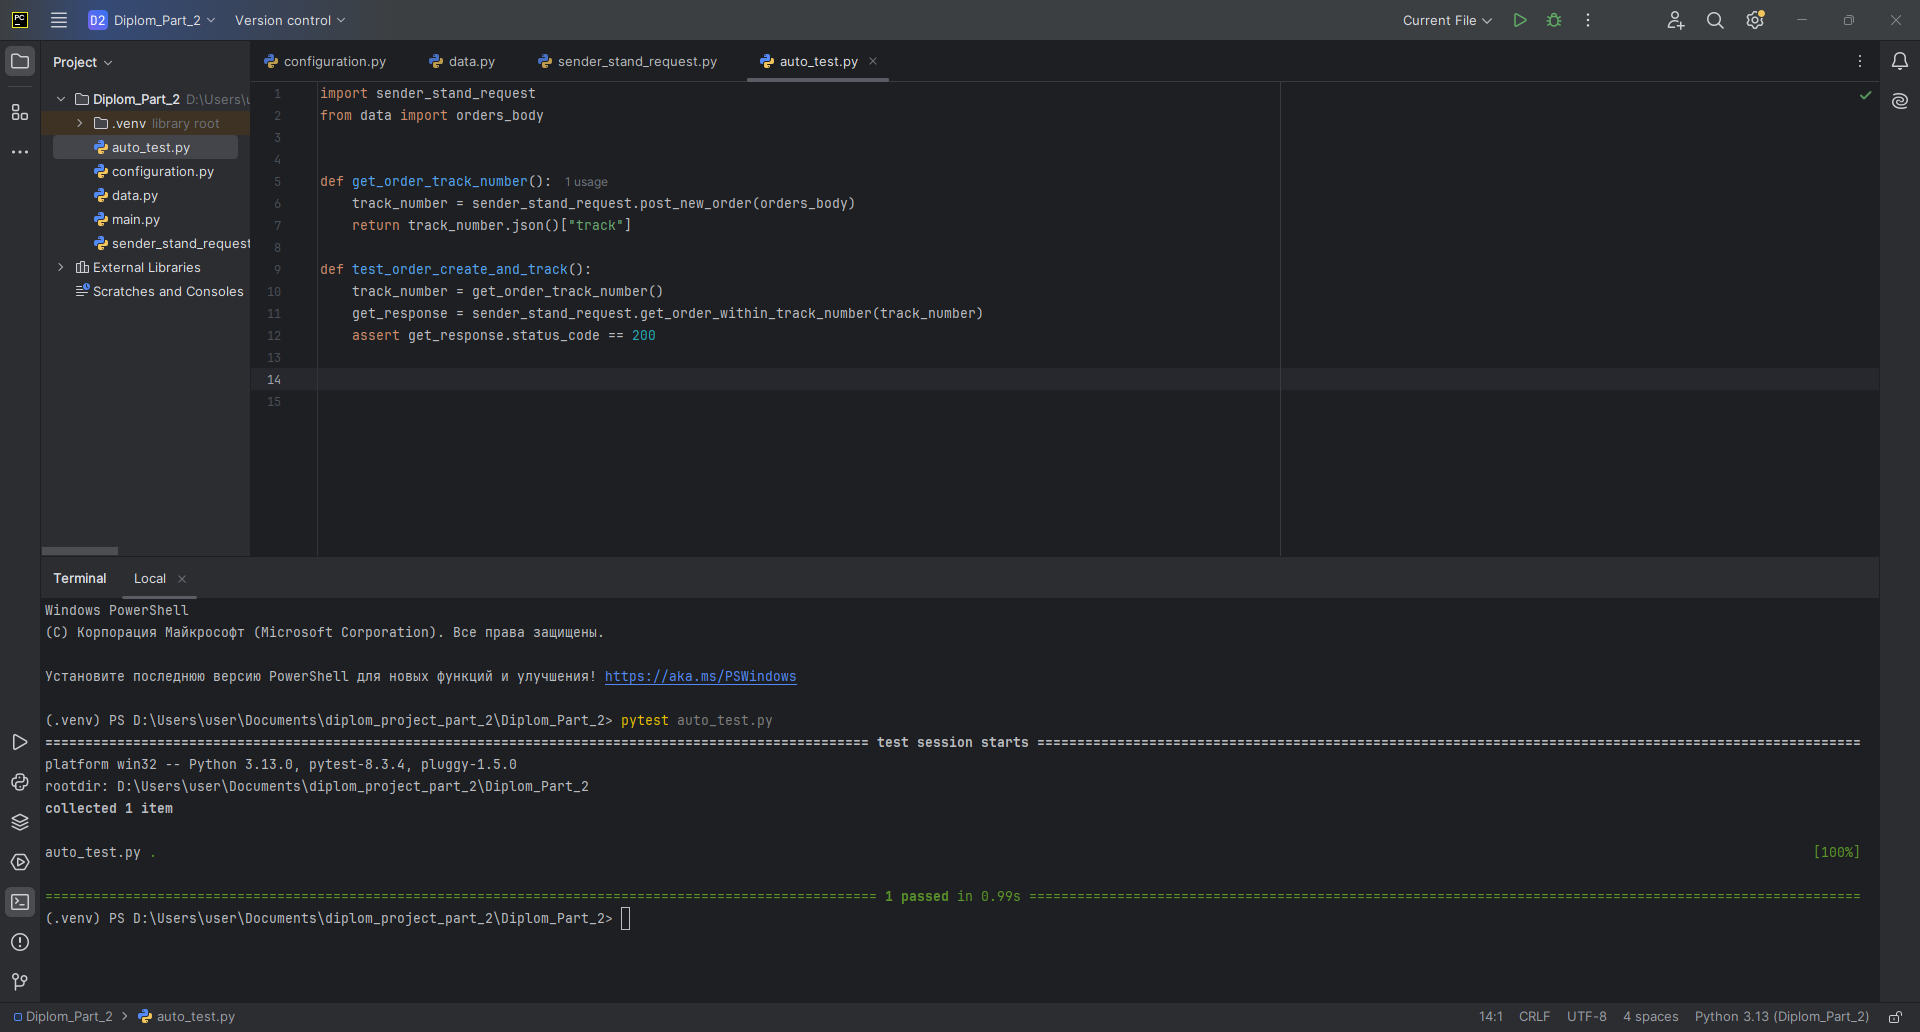 PC D2 Diplom_Part_2 Version control Current File
Project
Diplom_Part_2 D:\Users\
.venv library root
auto_test.py
configuration.py
data.py
main.py
sender_stand_request
External Libraries
Scratches and Consoles
configuration.py data.py sender_stand_request.py auto_test.py
1 import sender_stand_request
2 from data import orders_body
3
4
5 def get_order_track_number(): 1 usage
6 track_number = sender_stand_request.post_new_order(orders_body)
7 return track_number.json()["track"]
8
9 def test_order_create_and_track():
10 track_number = get_order_track_number()
11 get_response = sender_stand_request.get_order_within_track_number(track_number)
12 assert get_response.status_code == 200
13
14
15
Terminal Local
Windows PowerShell
(C) Корпорация Майкрософт (Microsoft Corporation). Все права защищены.
Установите последнюю версию PowerShell для новых функций и улучшения! https://aka.ms/PSWindows
(.venv) PS D:\Users\user\Documents\diplom_project_part_2\Diplom_Part_2> pytest auto_test.py
======= test session starts =======
platform win32 -- Python 3.13.0, pytest-8.3.4, pluggy-1.5.0
rootdir: D:\Users\user\Documents\diplom_project_part_2\Diplom_Part_2
collected 1 item
auto_test.py . [100%]
======= 1 passed in 0.99s =======
(.venv) PS D:\Users\user\Documents\diplom_project_part_2\Diplom_Part_2>
Diplom_Part_2 > auto_test.py 14:1 CRLF UTF-8 4 spaces Python 3.13 (Diplom_Part_2)